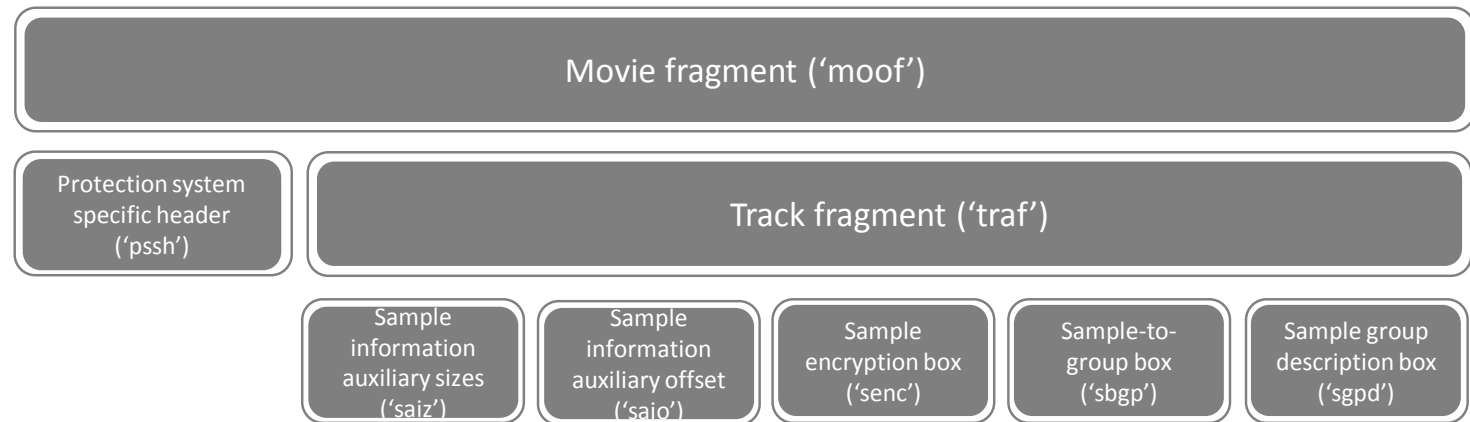 Movie fragment (‘moof’)
Protection system
specific header
(‘pssh’)
Track fragment (‘traf’)
Sample
information
auxiliary sizes
(‘saiz’)
Sample
information
auxiliary offset
(‘saio’)
Sample
encryption box
(‘senc’)
Sample-to-
group box
(‘sbgp’)
Sample group
description box
(‘sgpd’)